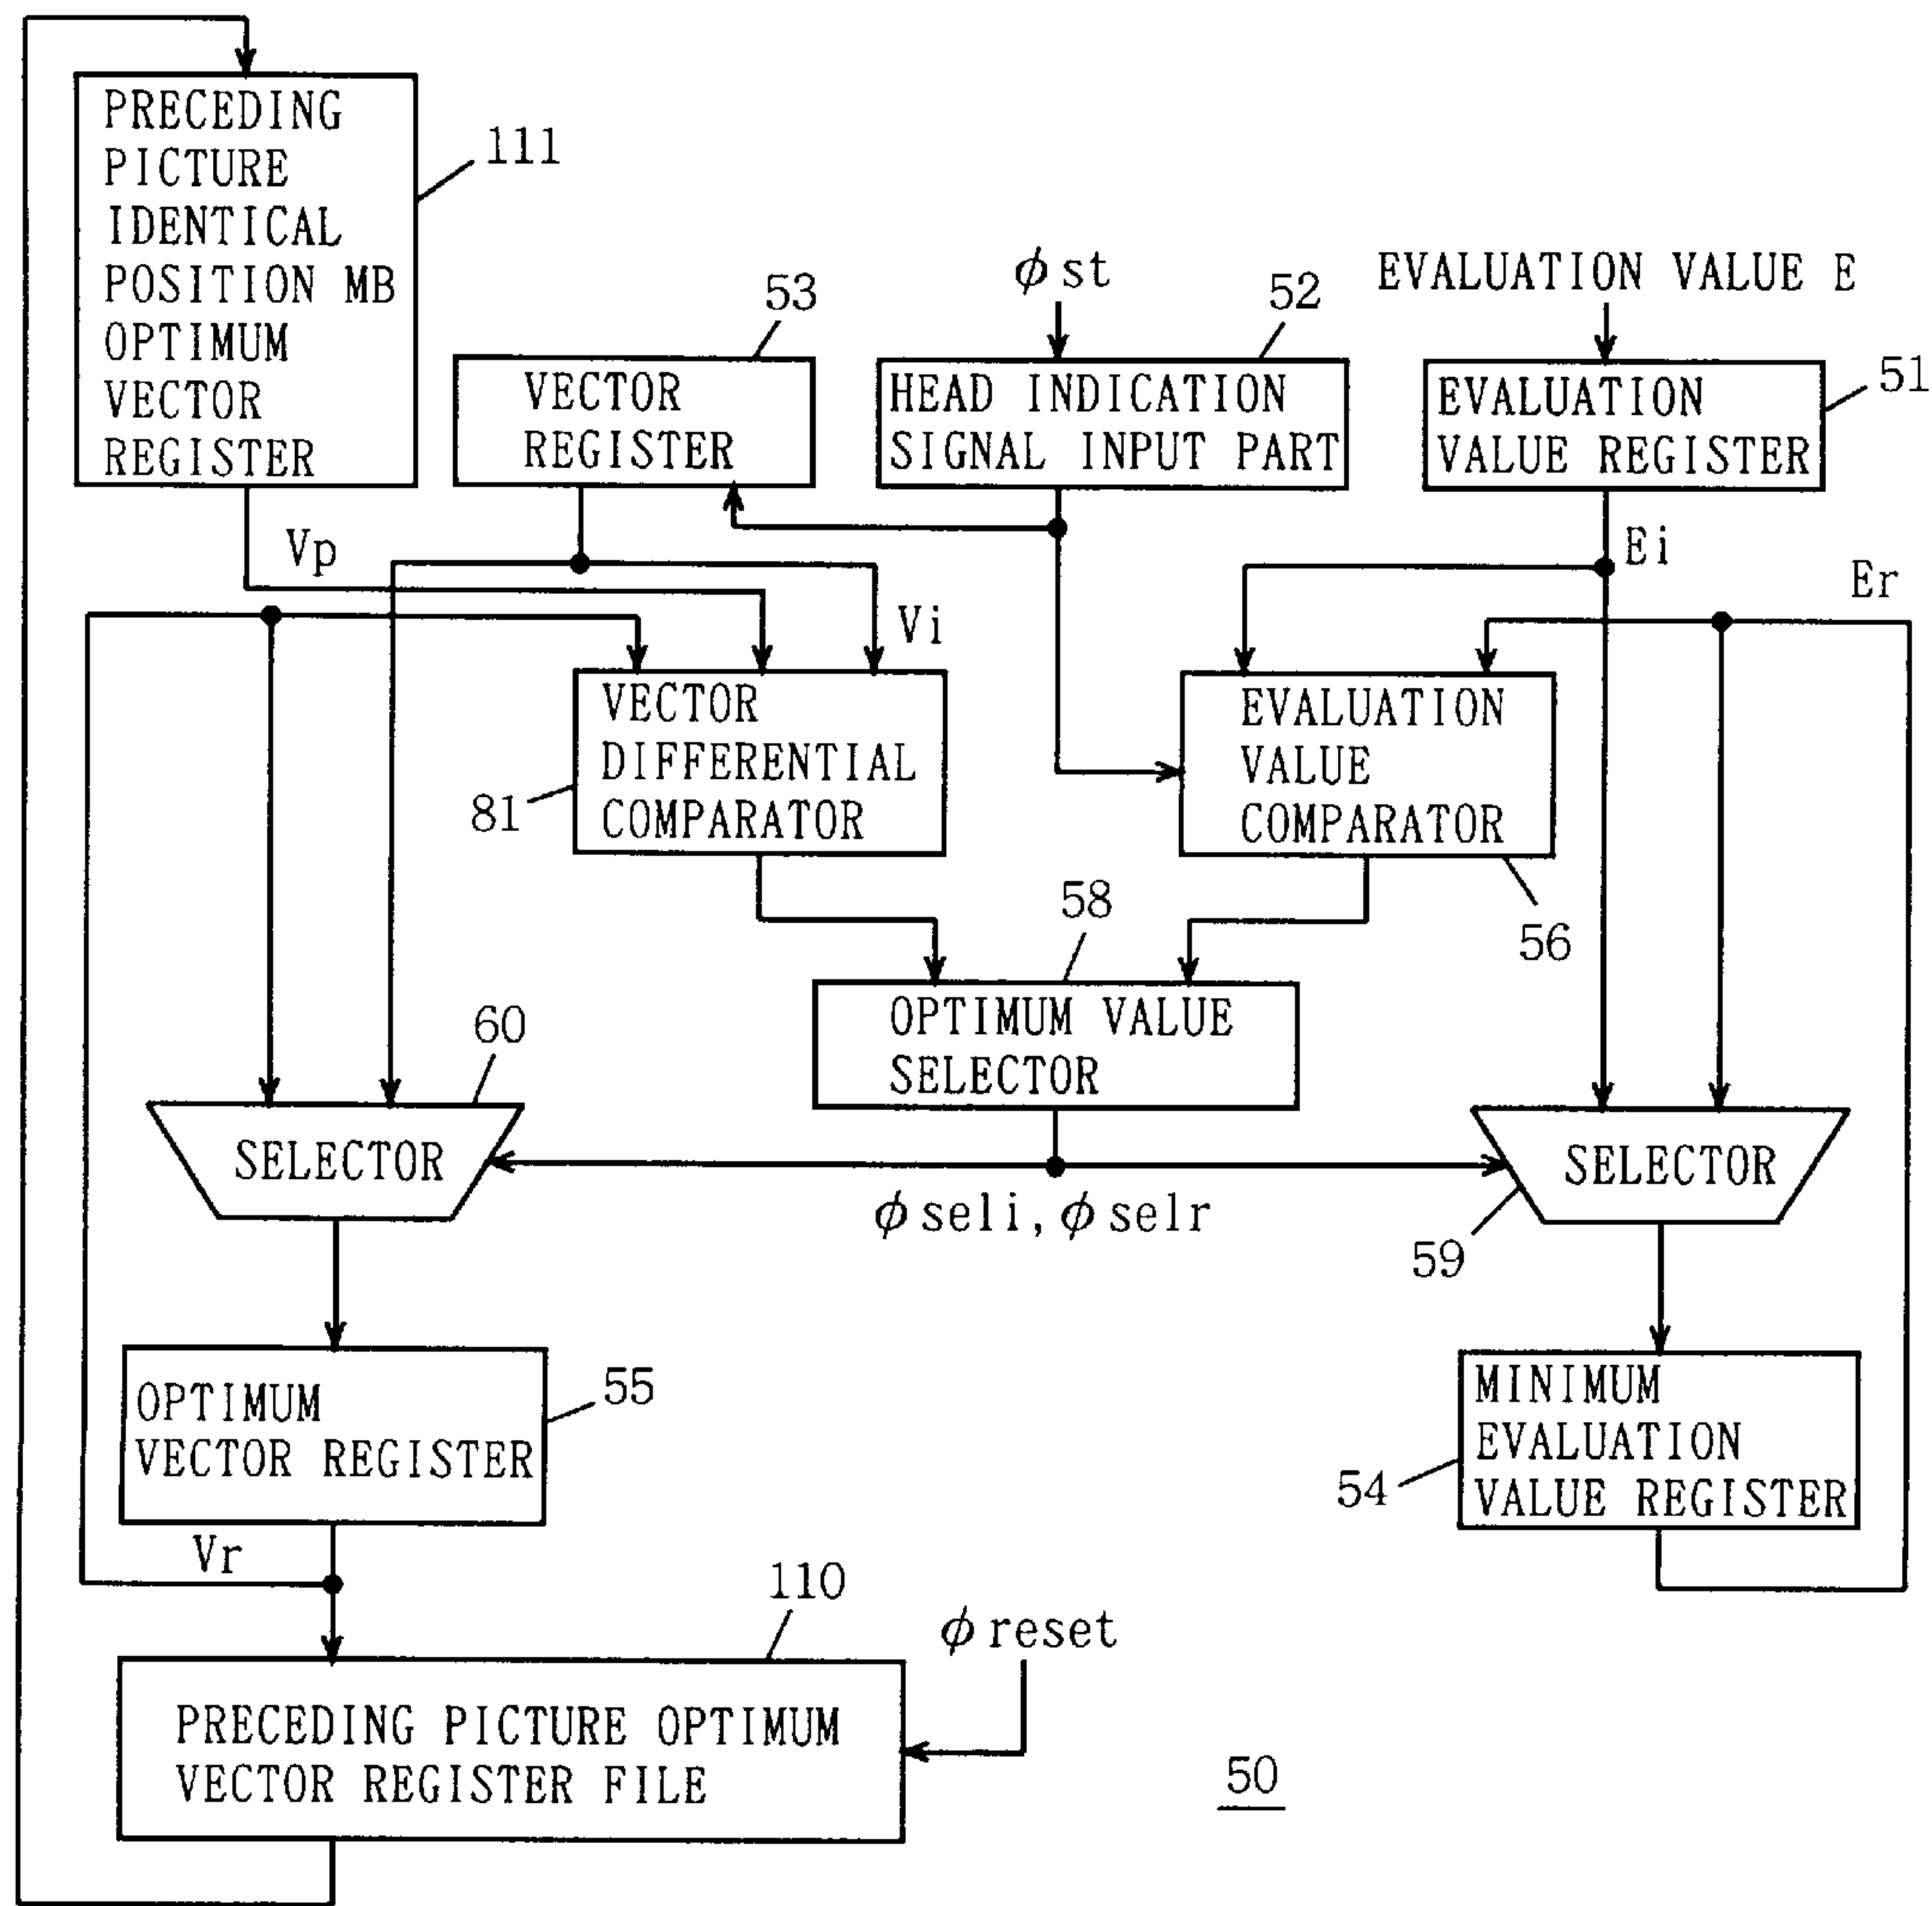 PRECEDING
PICTURE
IDENTICAL
POSITION MB
OPTIMUM
VECTOR
REGISTER
111
53
VECTOR
REGISTER
φst
52
HEAD INDICATION
SIGNAL INPUT PART
EVALUATION VALUE E
51
EVALUATION
VALUE REGISTER
Vp
Vi
Ei
Er
VECTOR
DIFFERENTIAL
COMPARATOR
81
EVALUATION
VALUE
COMPARATOR
56
58
OPTIMUM VALUE
SELECTOR
60
SELECTOR
φseli, φselr
SELECTOR
59
OPTIMUM
VECTOR REGISTER
55
MINIMUM
EVALUATION
VALUE REGISTER
54
Vr
110
φreset
PRECEDING PICTURE OPTIMUM
VECTOR REGISTER FILE
50